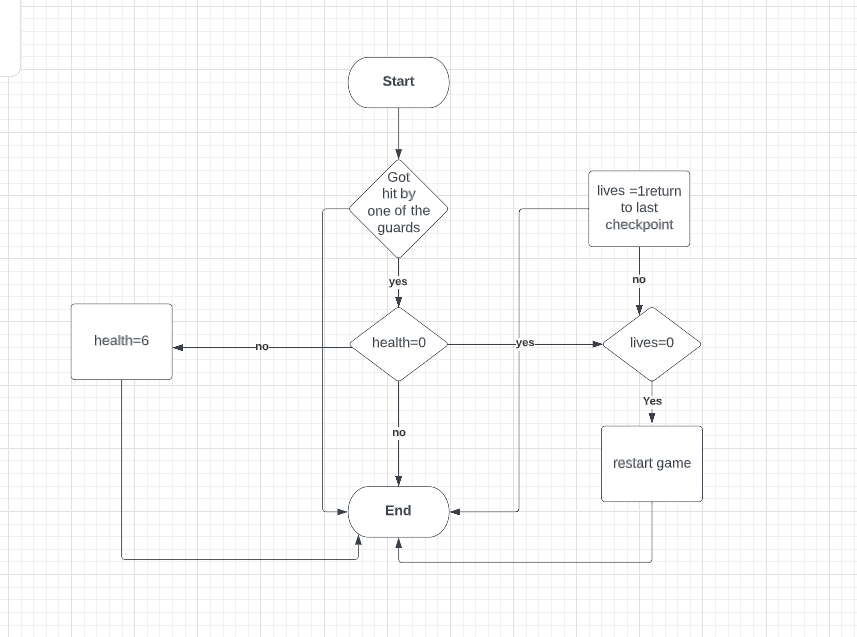 Start
Got
hit by
one of the
guards
lives =1return
to last
checkpoint
yes
no
health=6
no
health=0
yes
lives=0
Yes
no
restart game
End